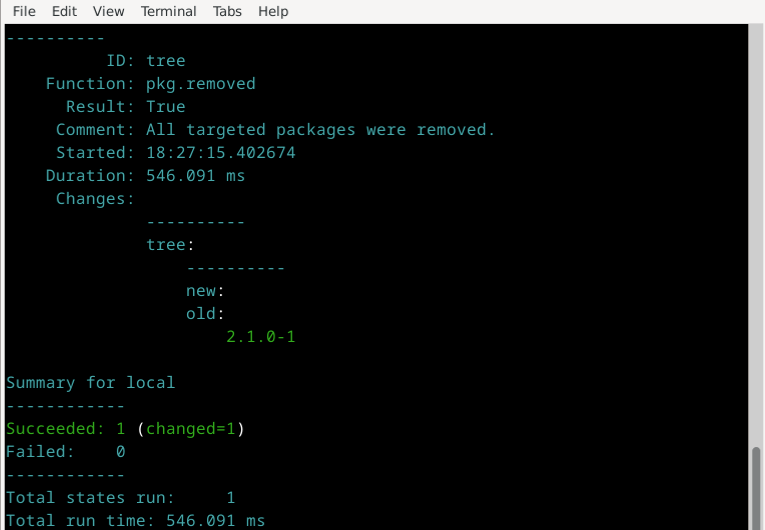 File Edit View Terminal Tabs Help
----------
          ID: tree
    Function: pkg.removed
      Result: True
     Comment: All targeted packages were removed.
     Started: 18:27:15.402674
    Duration: 546.091 ms
     Changes:
              ----------
              tree:
                  ----------
                  new:
                  old:
                      2.1.0-1

Summary for local
------------
Succeeded: 1 (changed=1)
Failed:    0
------------
Total states run:     1
Total run time: 546.091 ms